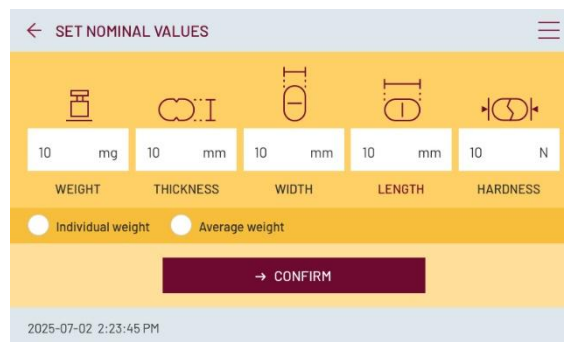 SET NOMINAL VALUES
10 mg 10 mm 10 mm 10 mm 10 N
WEIGHT THICKNESS WIDTH LENGTH HARDNESS
Individual weight Average weight
→ CONFIRM
2025-07-02 2:23:45 PM